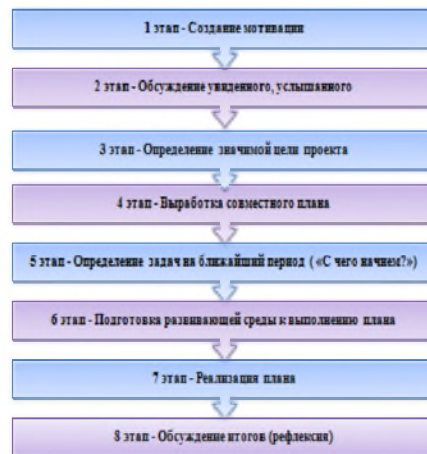 1 этап - Создание мотивации
2 этап - Обсуждение увиденного, услышанного
3 этап - Определение значимой цели проекта
4 этап - Выработка совместного плана
5 этап - Определение задач на ближайший период ( «С чего начнем?»)
6 этап - Подготовка развивающей среды к выполнению плана
7 этап - Реализация плана
8 этап - Обсуждение итогов (рефлексия)